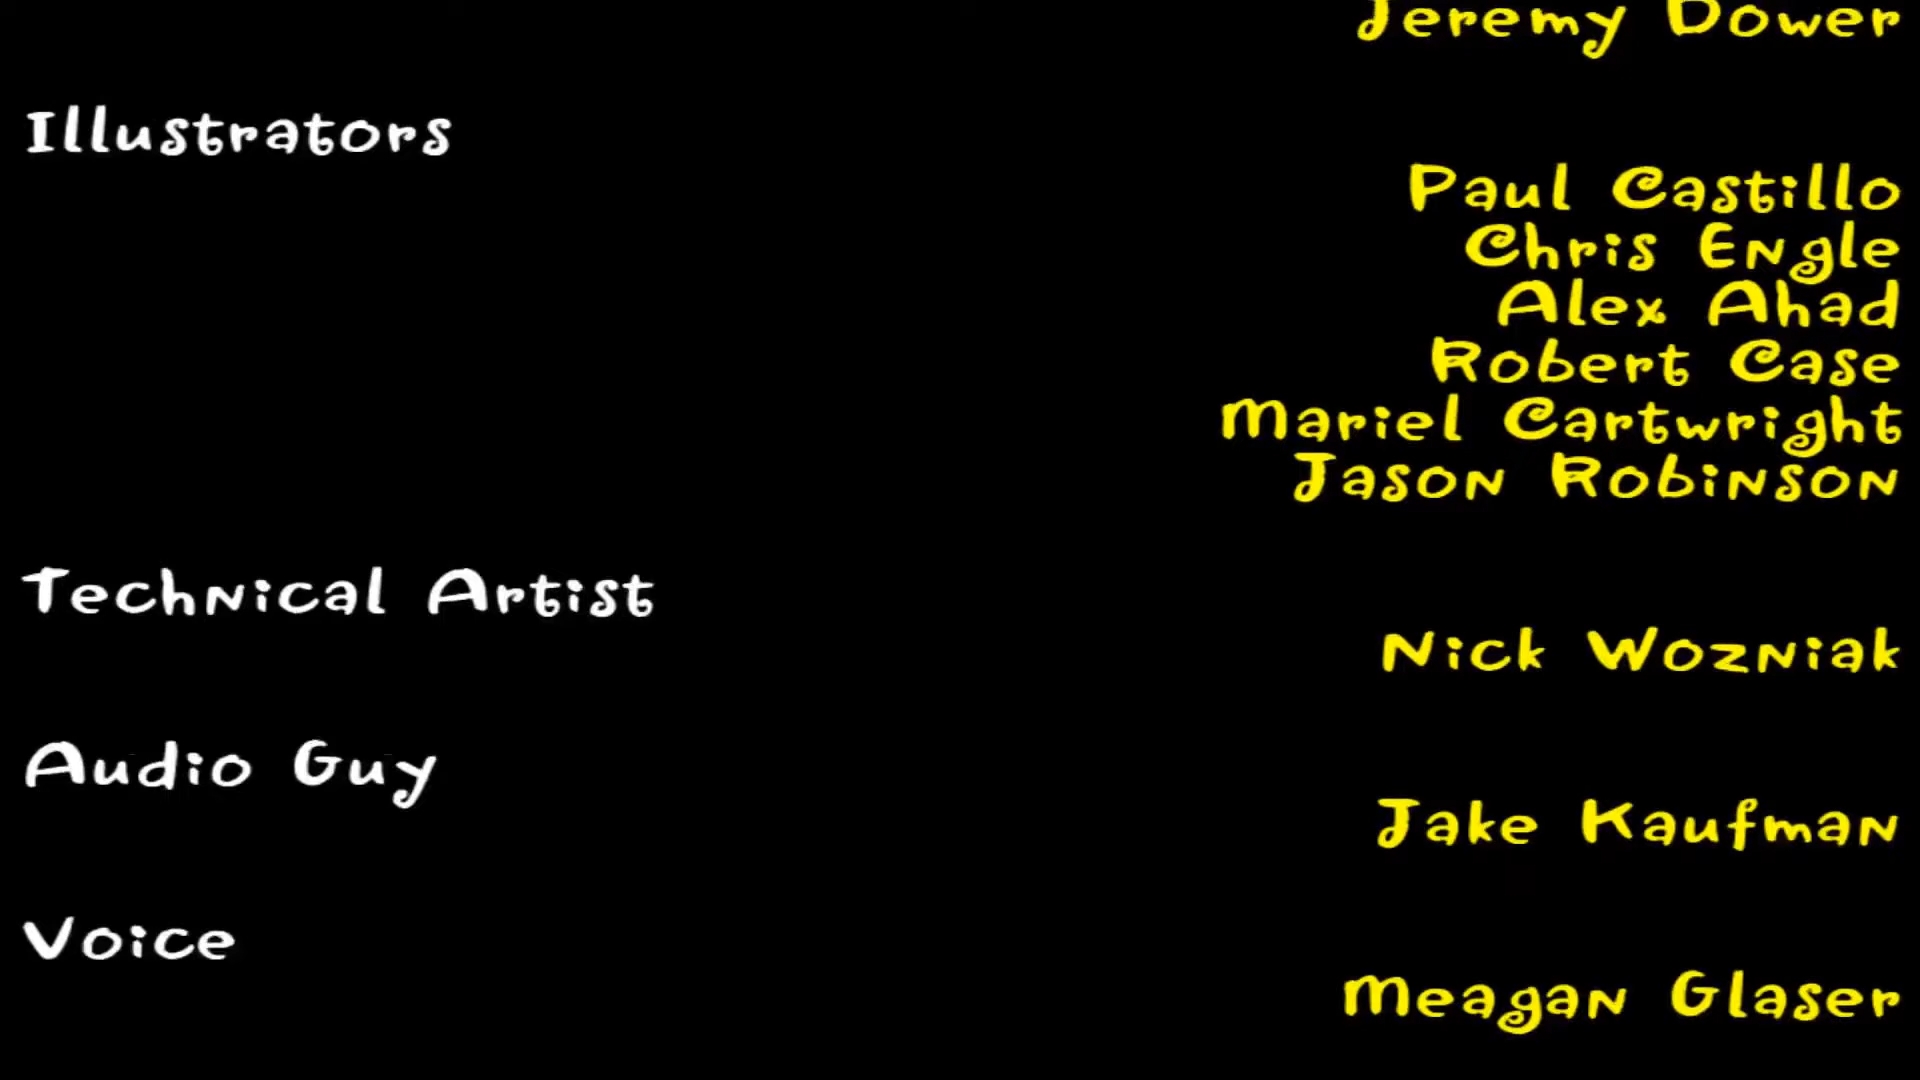 Jeremy Dower
Illustrators
Paul Castillo
Chris Engle
Alex Ahad
Robert Case
Mariel Cartwright
Jason Robinson
Technical Artist
Nick Wozniak
Audio Guy
Jake Kaufman
Voice
Meagan Glaser